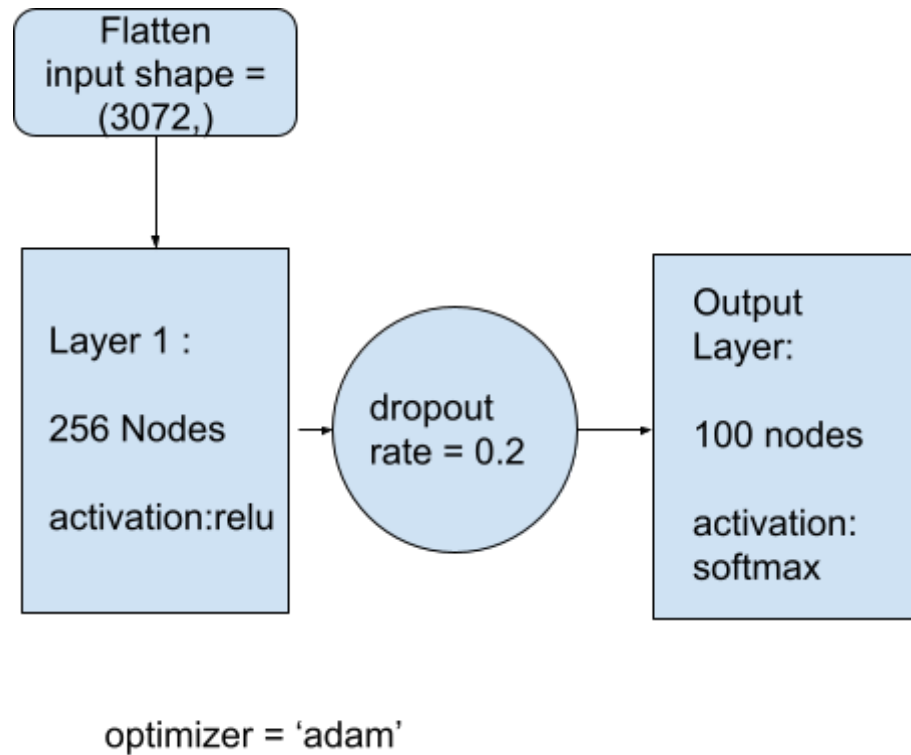 Flatten
input shape =
(3072,)
Layer 1 :
256 Nodes
activation:relu
dropout
rate = 0.2
Output
Layer:
100 nodes
activation:
softmax
optimizer = ‘adam’